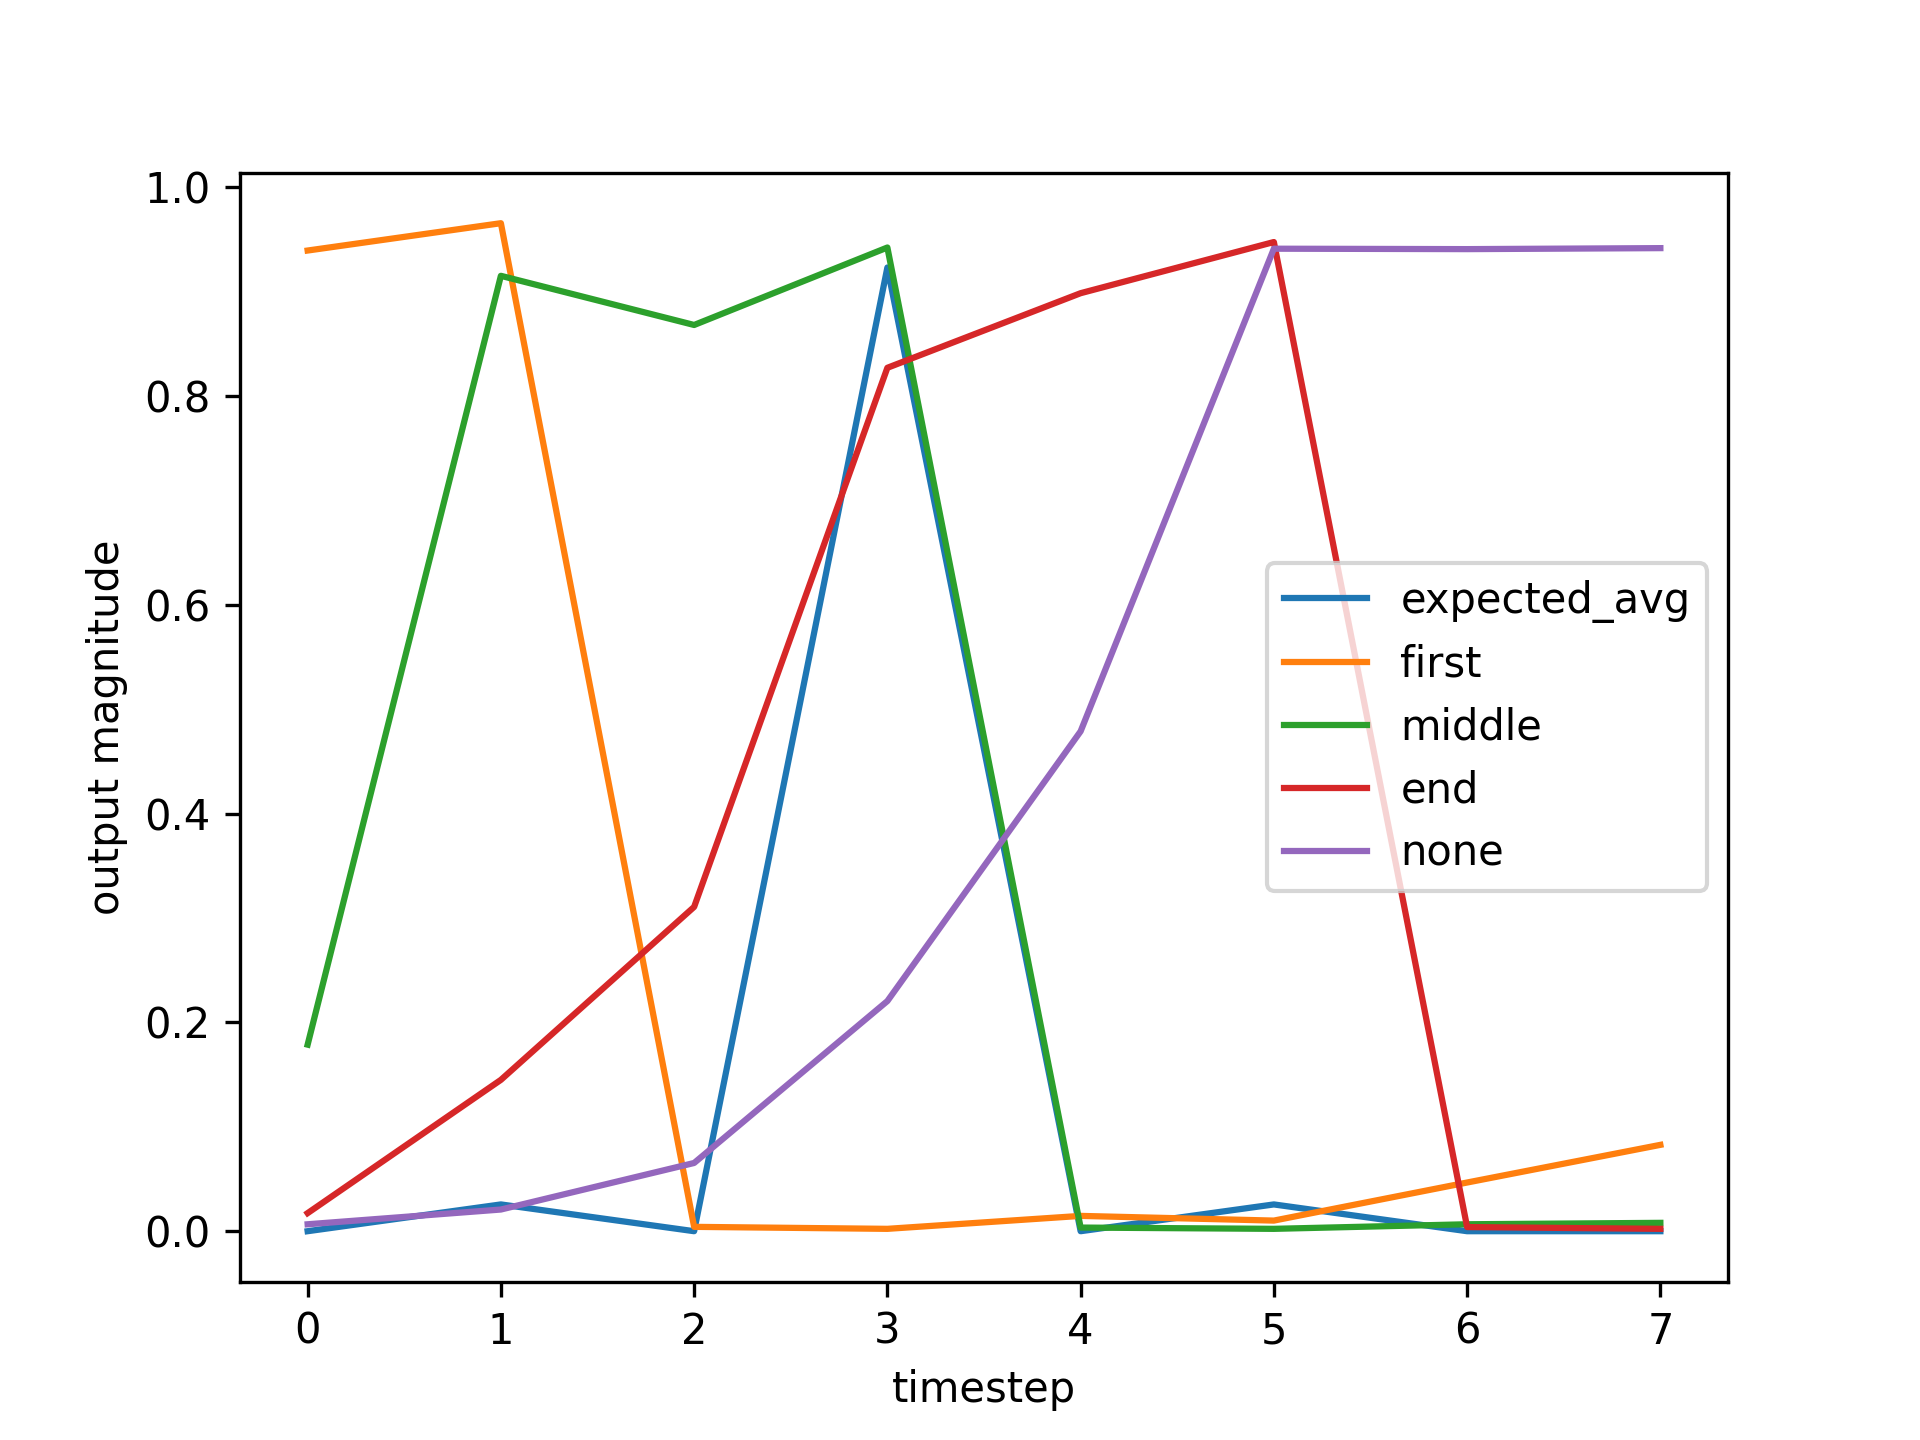 1.0
0.8
0.6
0.4
0.2
0.0
output magnitude
expected_avg
first
middle
end
none
0 1 2 3 4 5 6 7
timestep